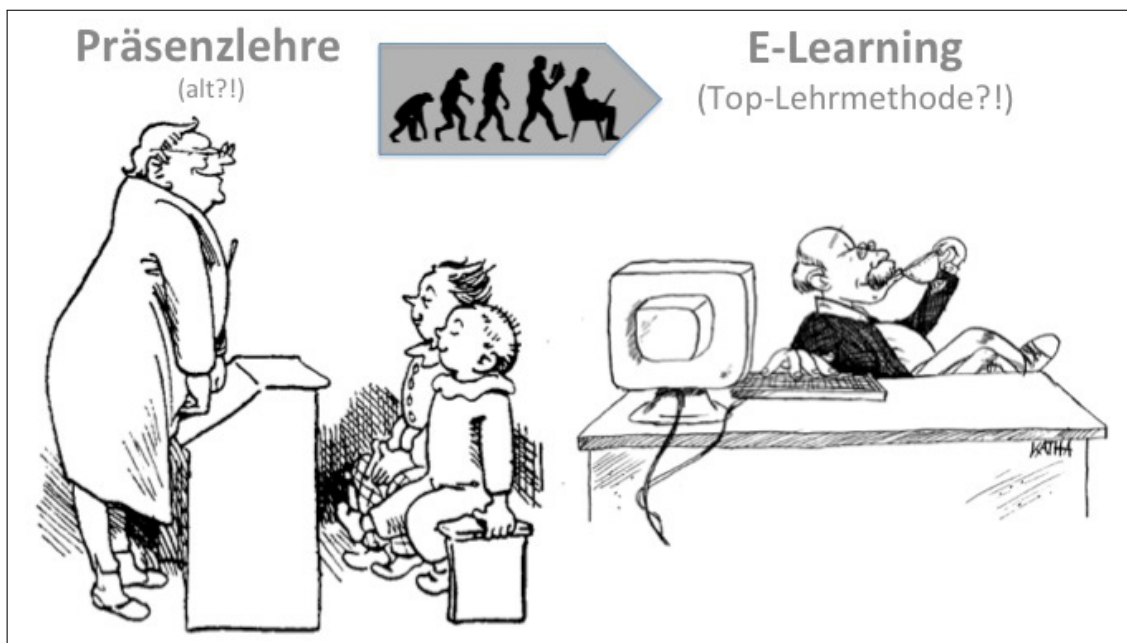 Präsenzlehre
(alt?!)
E-Learning
(Top-Lehrmethode?!)
KATHA